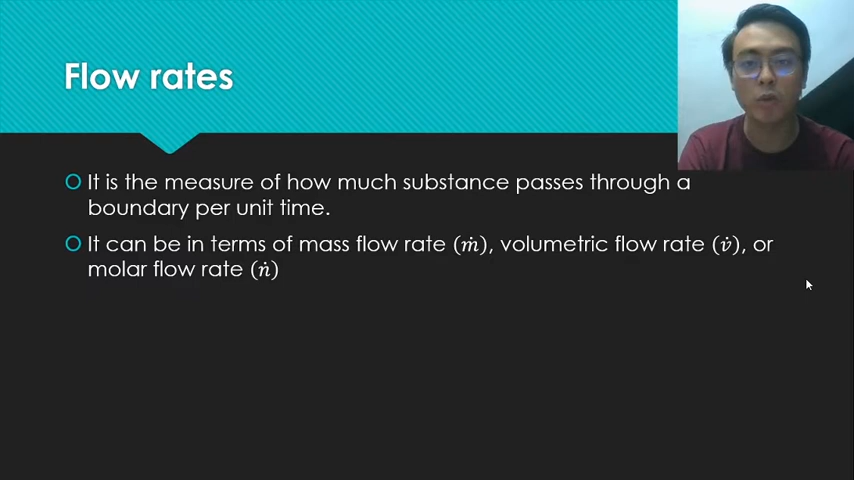 Flow rates
It is the measure of how much substance passes through a
boundary per unit time.
It can be in terms of mass flow rate (ṁ), volumetric flow rate (v̇), or
molar flow rate (ṅ)